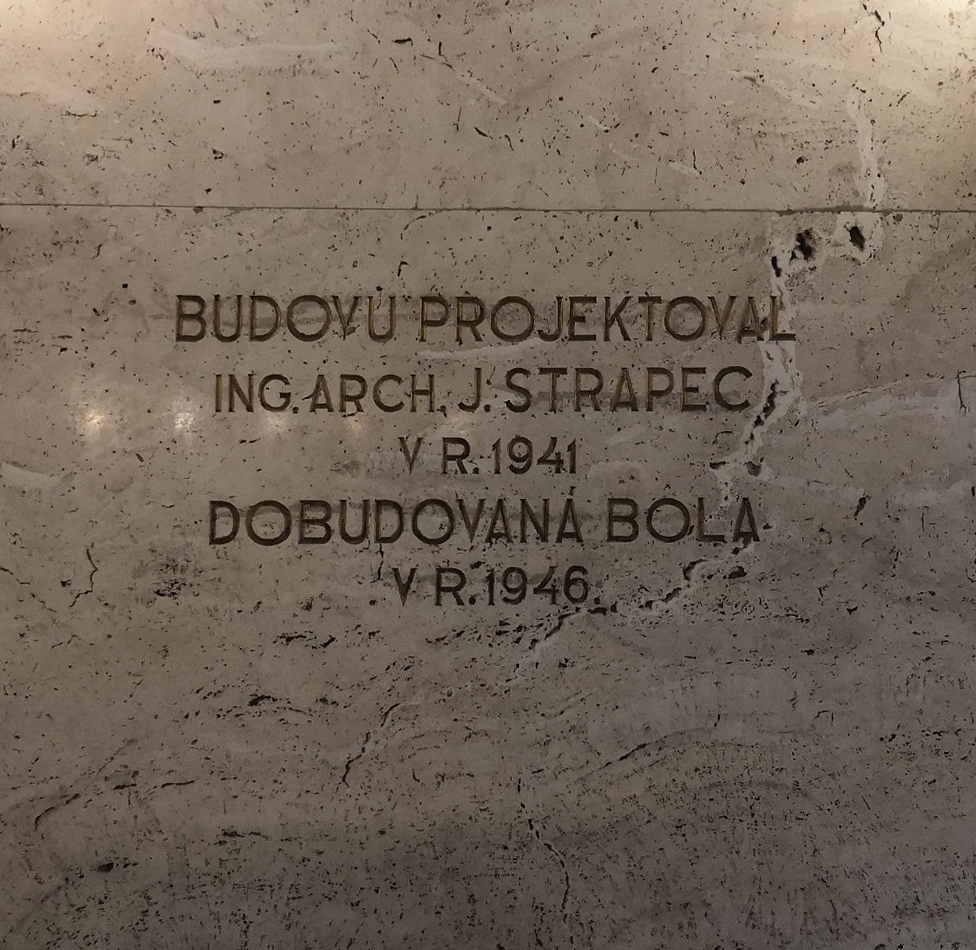 BUDOVU PROJEKTOVAL
ING. ARCH. J. STRAPEC
V R. 1941
DOBUDOVANÁ BOLA
V R. 1946.